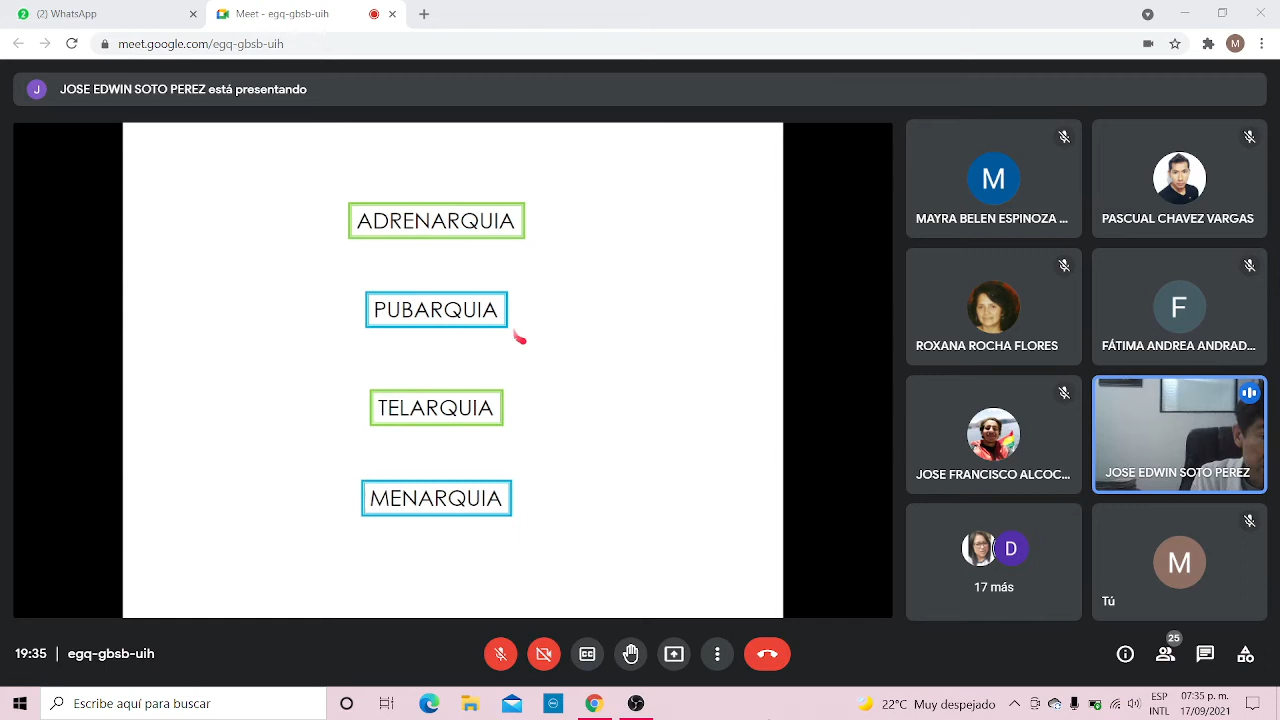 (2) WhatsApp
Meet - egq-gbsb-uih
meet.google.com/egq-gbsb-uih
M
J JOSE EDWIN SOTO PEREZ está presentando
ADRENARQUIA
PUBARQUIA
TELARQUIA
MENARQUIA
M
MAYRA BELEN ESPINOZA ...
PASCUAL CHAVEZ VARGAS
ROXANA ROCHA FLORES
F
FÁTIMA ANDREA ANDRAD...
JOSE FRANCISCO ALCOC...
JOSE EDWIN SOTO PEREZ
D
17 más
M
Tú
19:35 | egq-gbsb-uih
CC
25
Escribe aquí para buscar
22°C Muy despejado
ESP
INTL
07:35 p. m.
17/09/2021